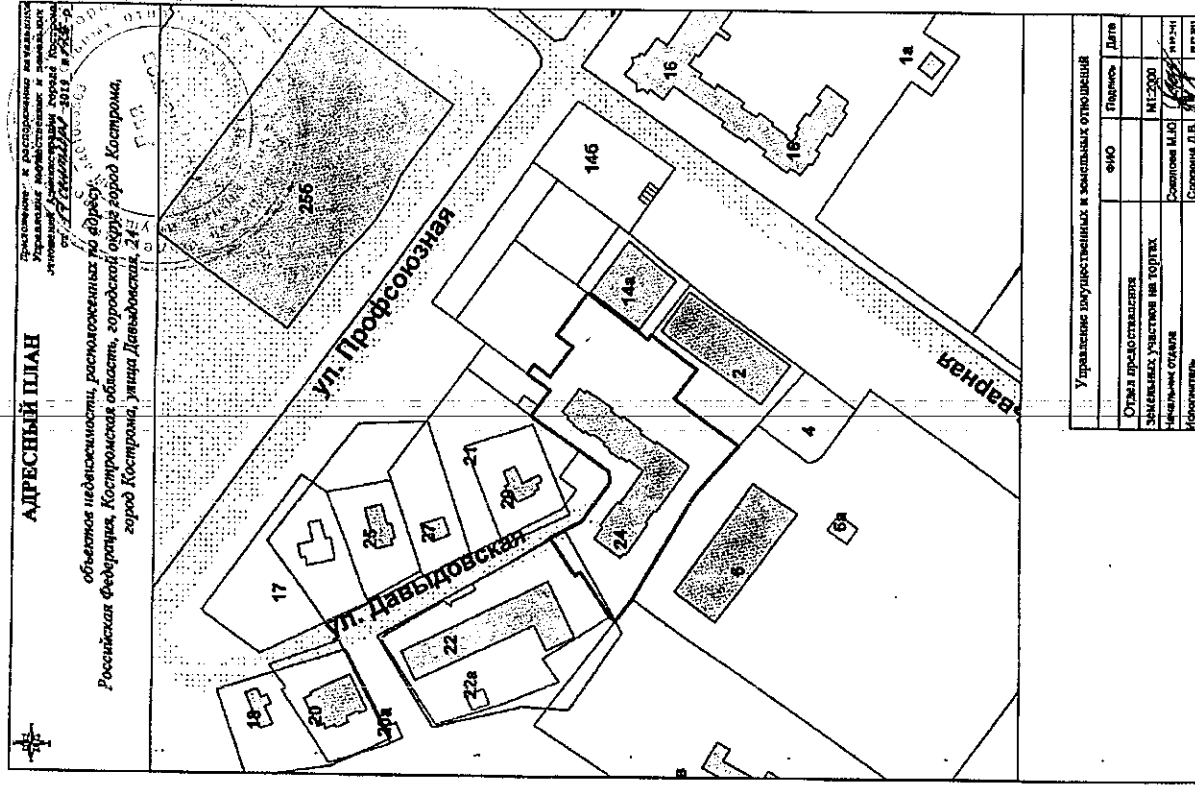 АДРЕСНЫЙ ПЛАН
Приложение к распоряжению начальника
Управления имущественных и земельных
отношений Администрации города Костромы
от
объектов недвижимости, расположенных по адресу:
Российская Федерация, Костромская область, городской округ город Кострома,
город Кострома, улица Давыдовская, 24
25б
ул. Профсоюзная
14б
16
16
1а
14а
2
4
6
6а
17
25
27
21
29
ул. Давыдовская
24
18
20
20а
22
22а
варная
Управление имущественных и земельных отношений
ФИО Подпись Дата
Отдел предоставления
земельных участков на торгах М1:2000
Начальник отдела Соколова М.Ю.
Исполнитель